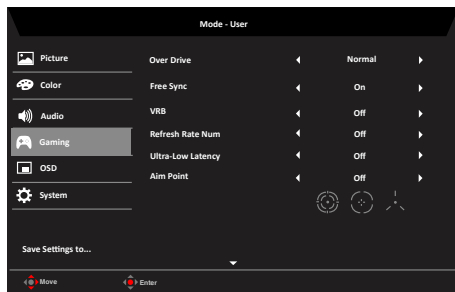 Mode - User
Picture
Color
Audio
Gaming
OSD
System
Save Settings to...
Over Drive Normal
Free Sync On
VRB Off
Refresh Rate Num Off
Ultra-Low Latency Off
Aim Point Off
Move Enter